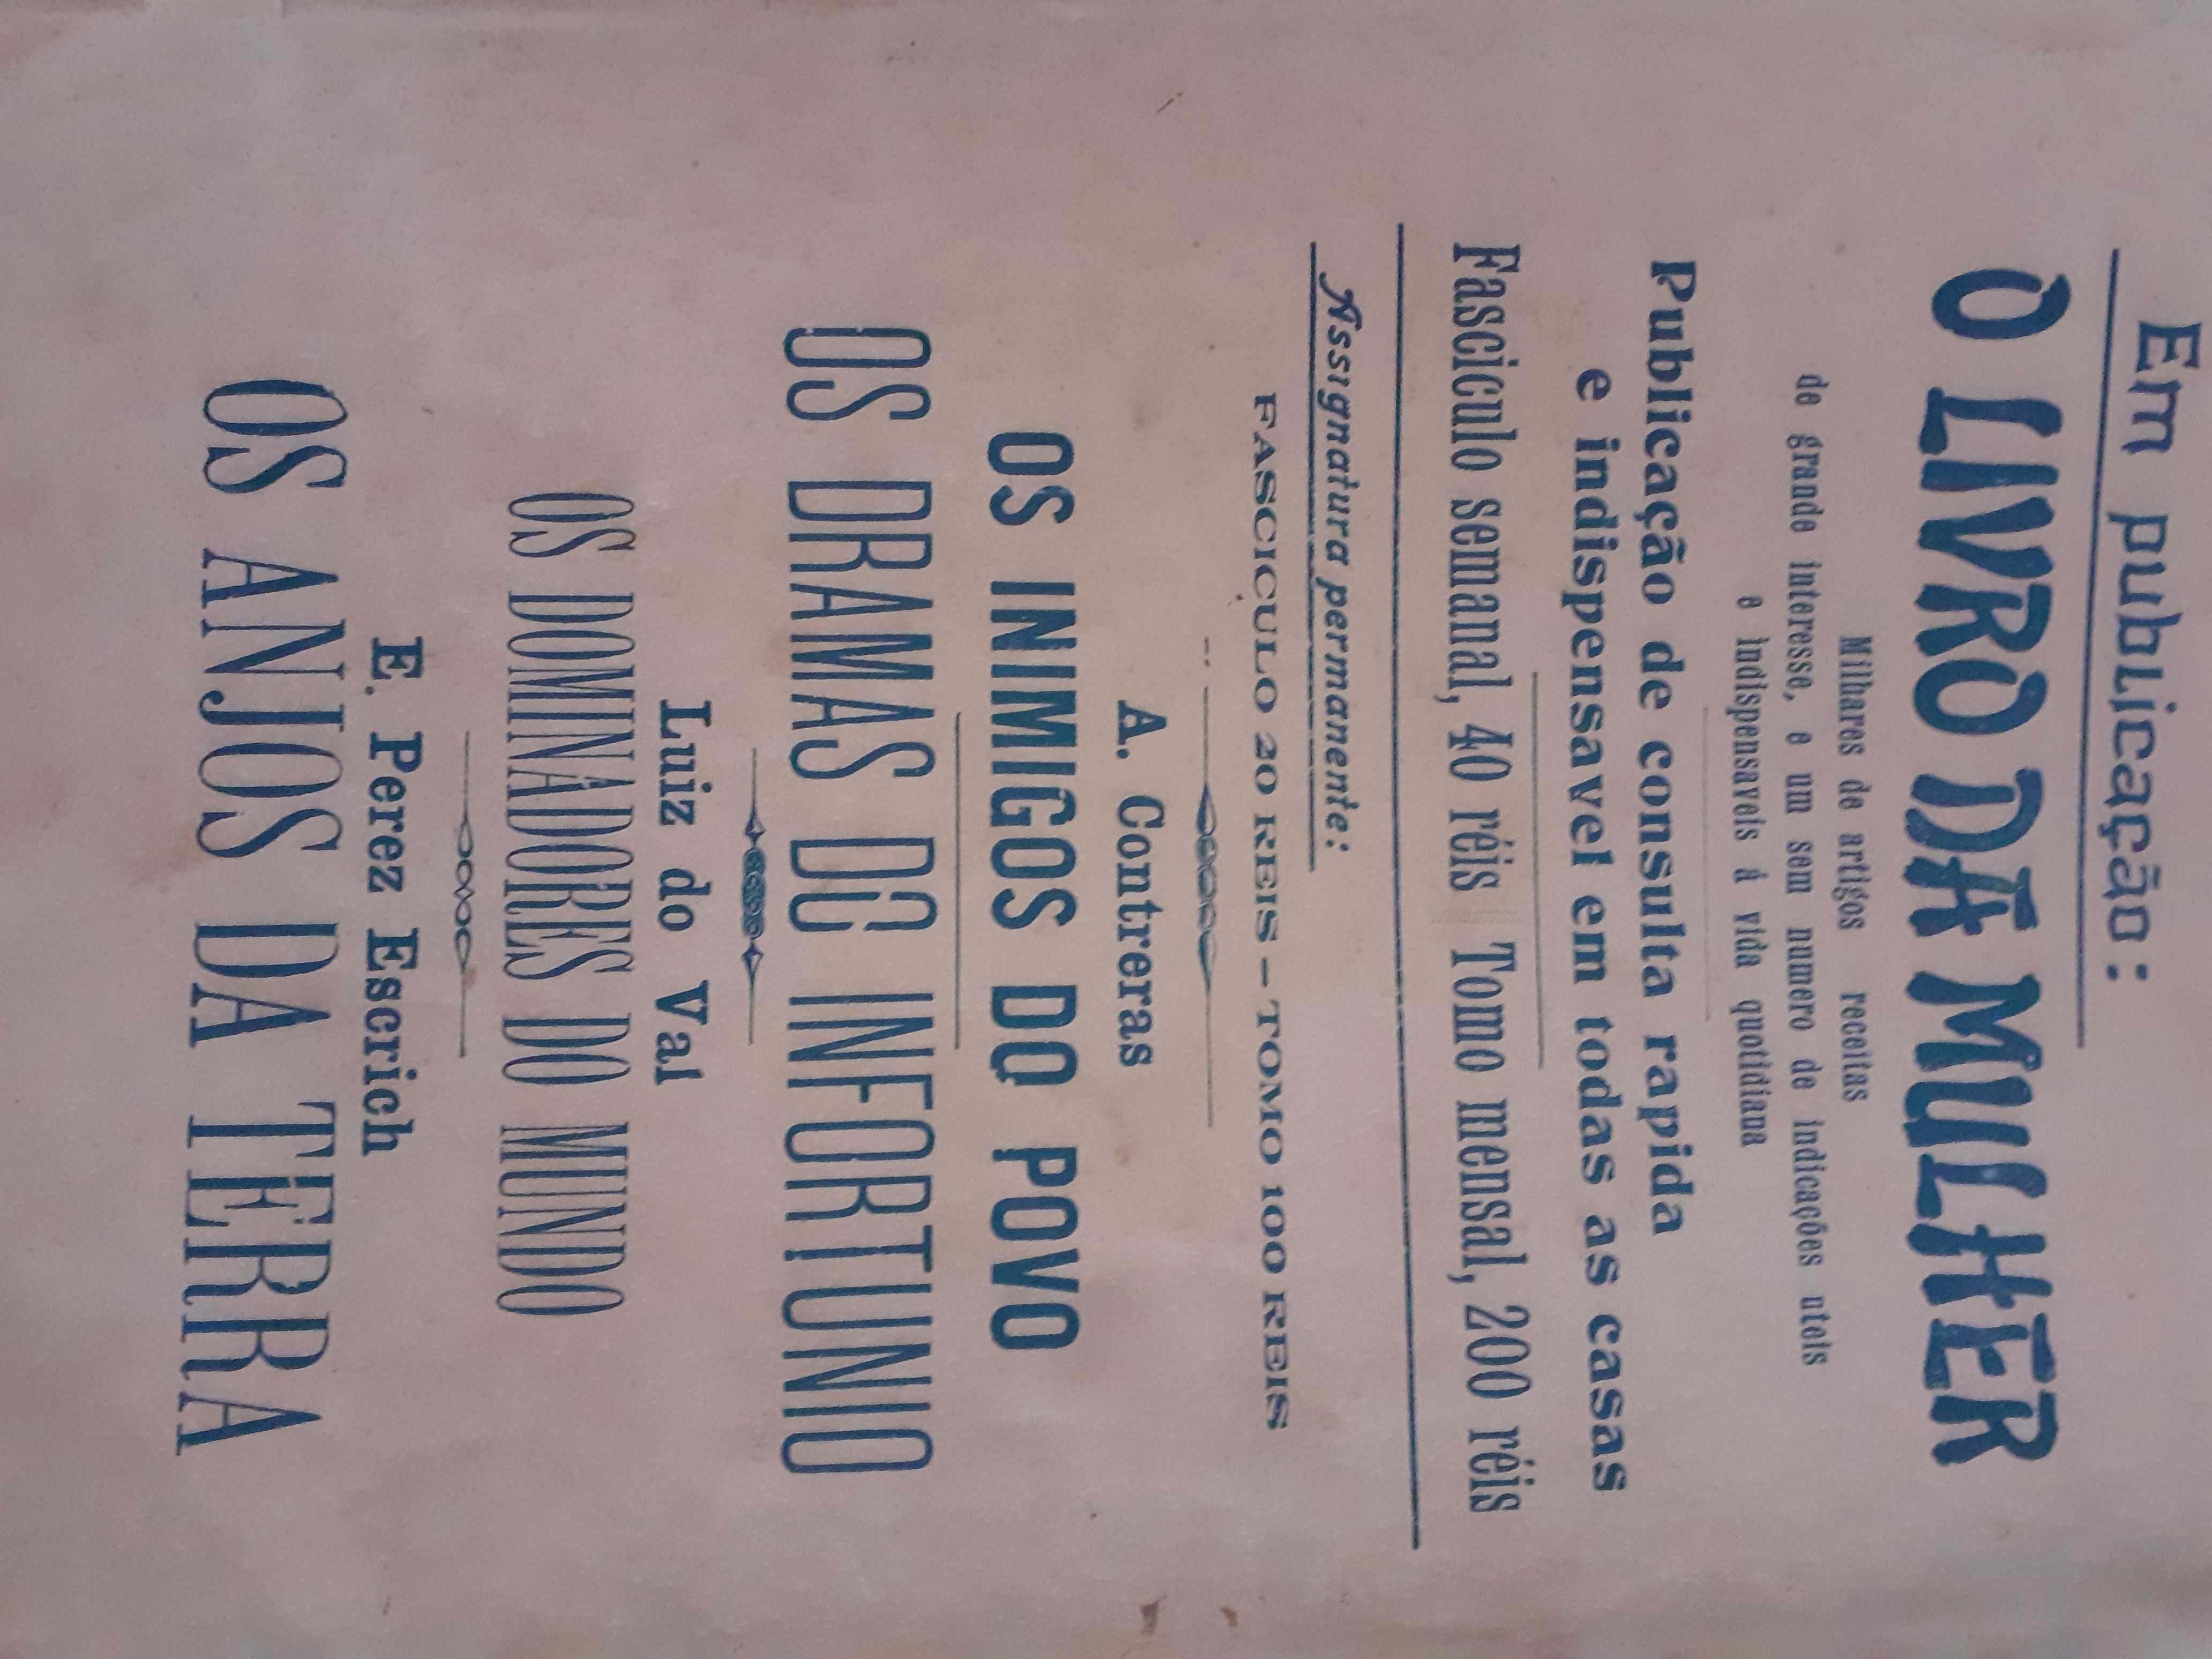 Em publicação:
O LIVRO DA MULHER
Milhares de artigos receitas
de grande interesse, e um sem numero de indicações uteis
e indispensaveis á vida quotidiana
Publicação de consulta rapida
e indispensavel em todas as casas
Fasciculo semanal, 40 réis Tomo mensal, 200 réis
Assignatura permanente:
FASCICULO 20 REIS – TOMO 100 REIS
A. Contreras
OS INIMIGOS DO POVO
OS DRAMAS DO INFORTUNIO
Luiz do Val
OS DOMINADORES DO MUNDO
E. Perez Escrich
OS ANJOS DA TERRA